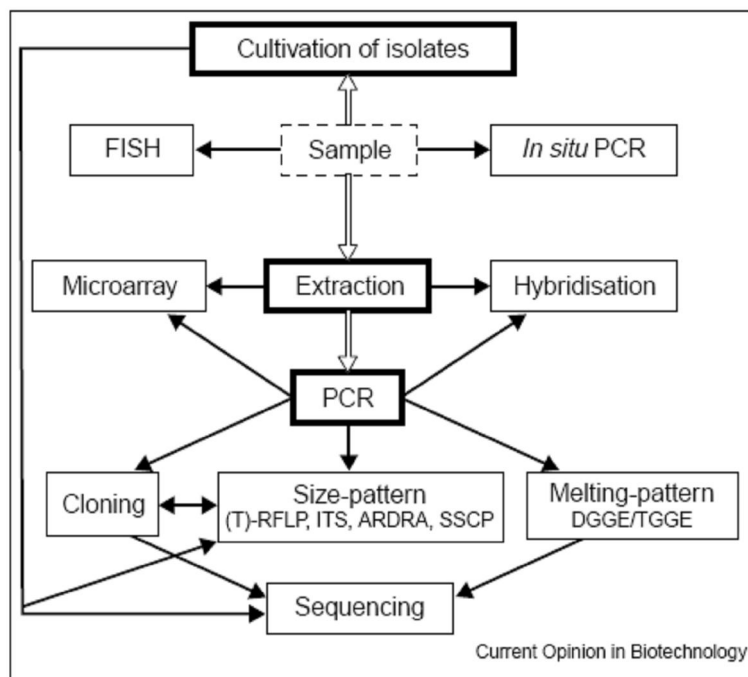 Cultivation of isolates
FISH
Sample
In situ PCR
Microarray
Extraction
Hybridisation
PCR
Cloning
Size-pattern
(T)-RFLP, ITS, ARDRA, SSCP
Melting-pattern
DGGE/TGGE
Sequencing
Current Opinion in Biotechnology